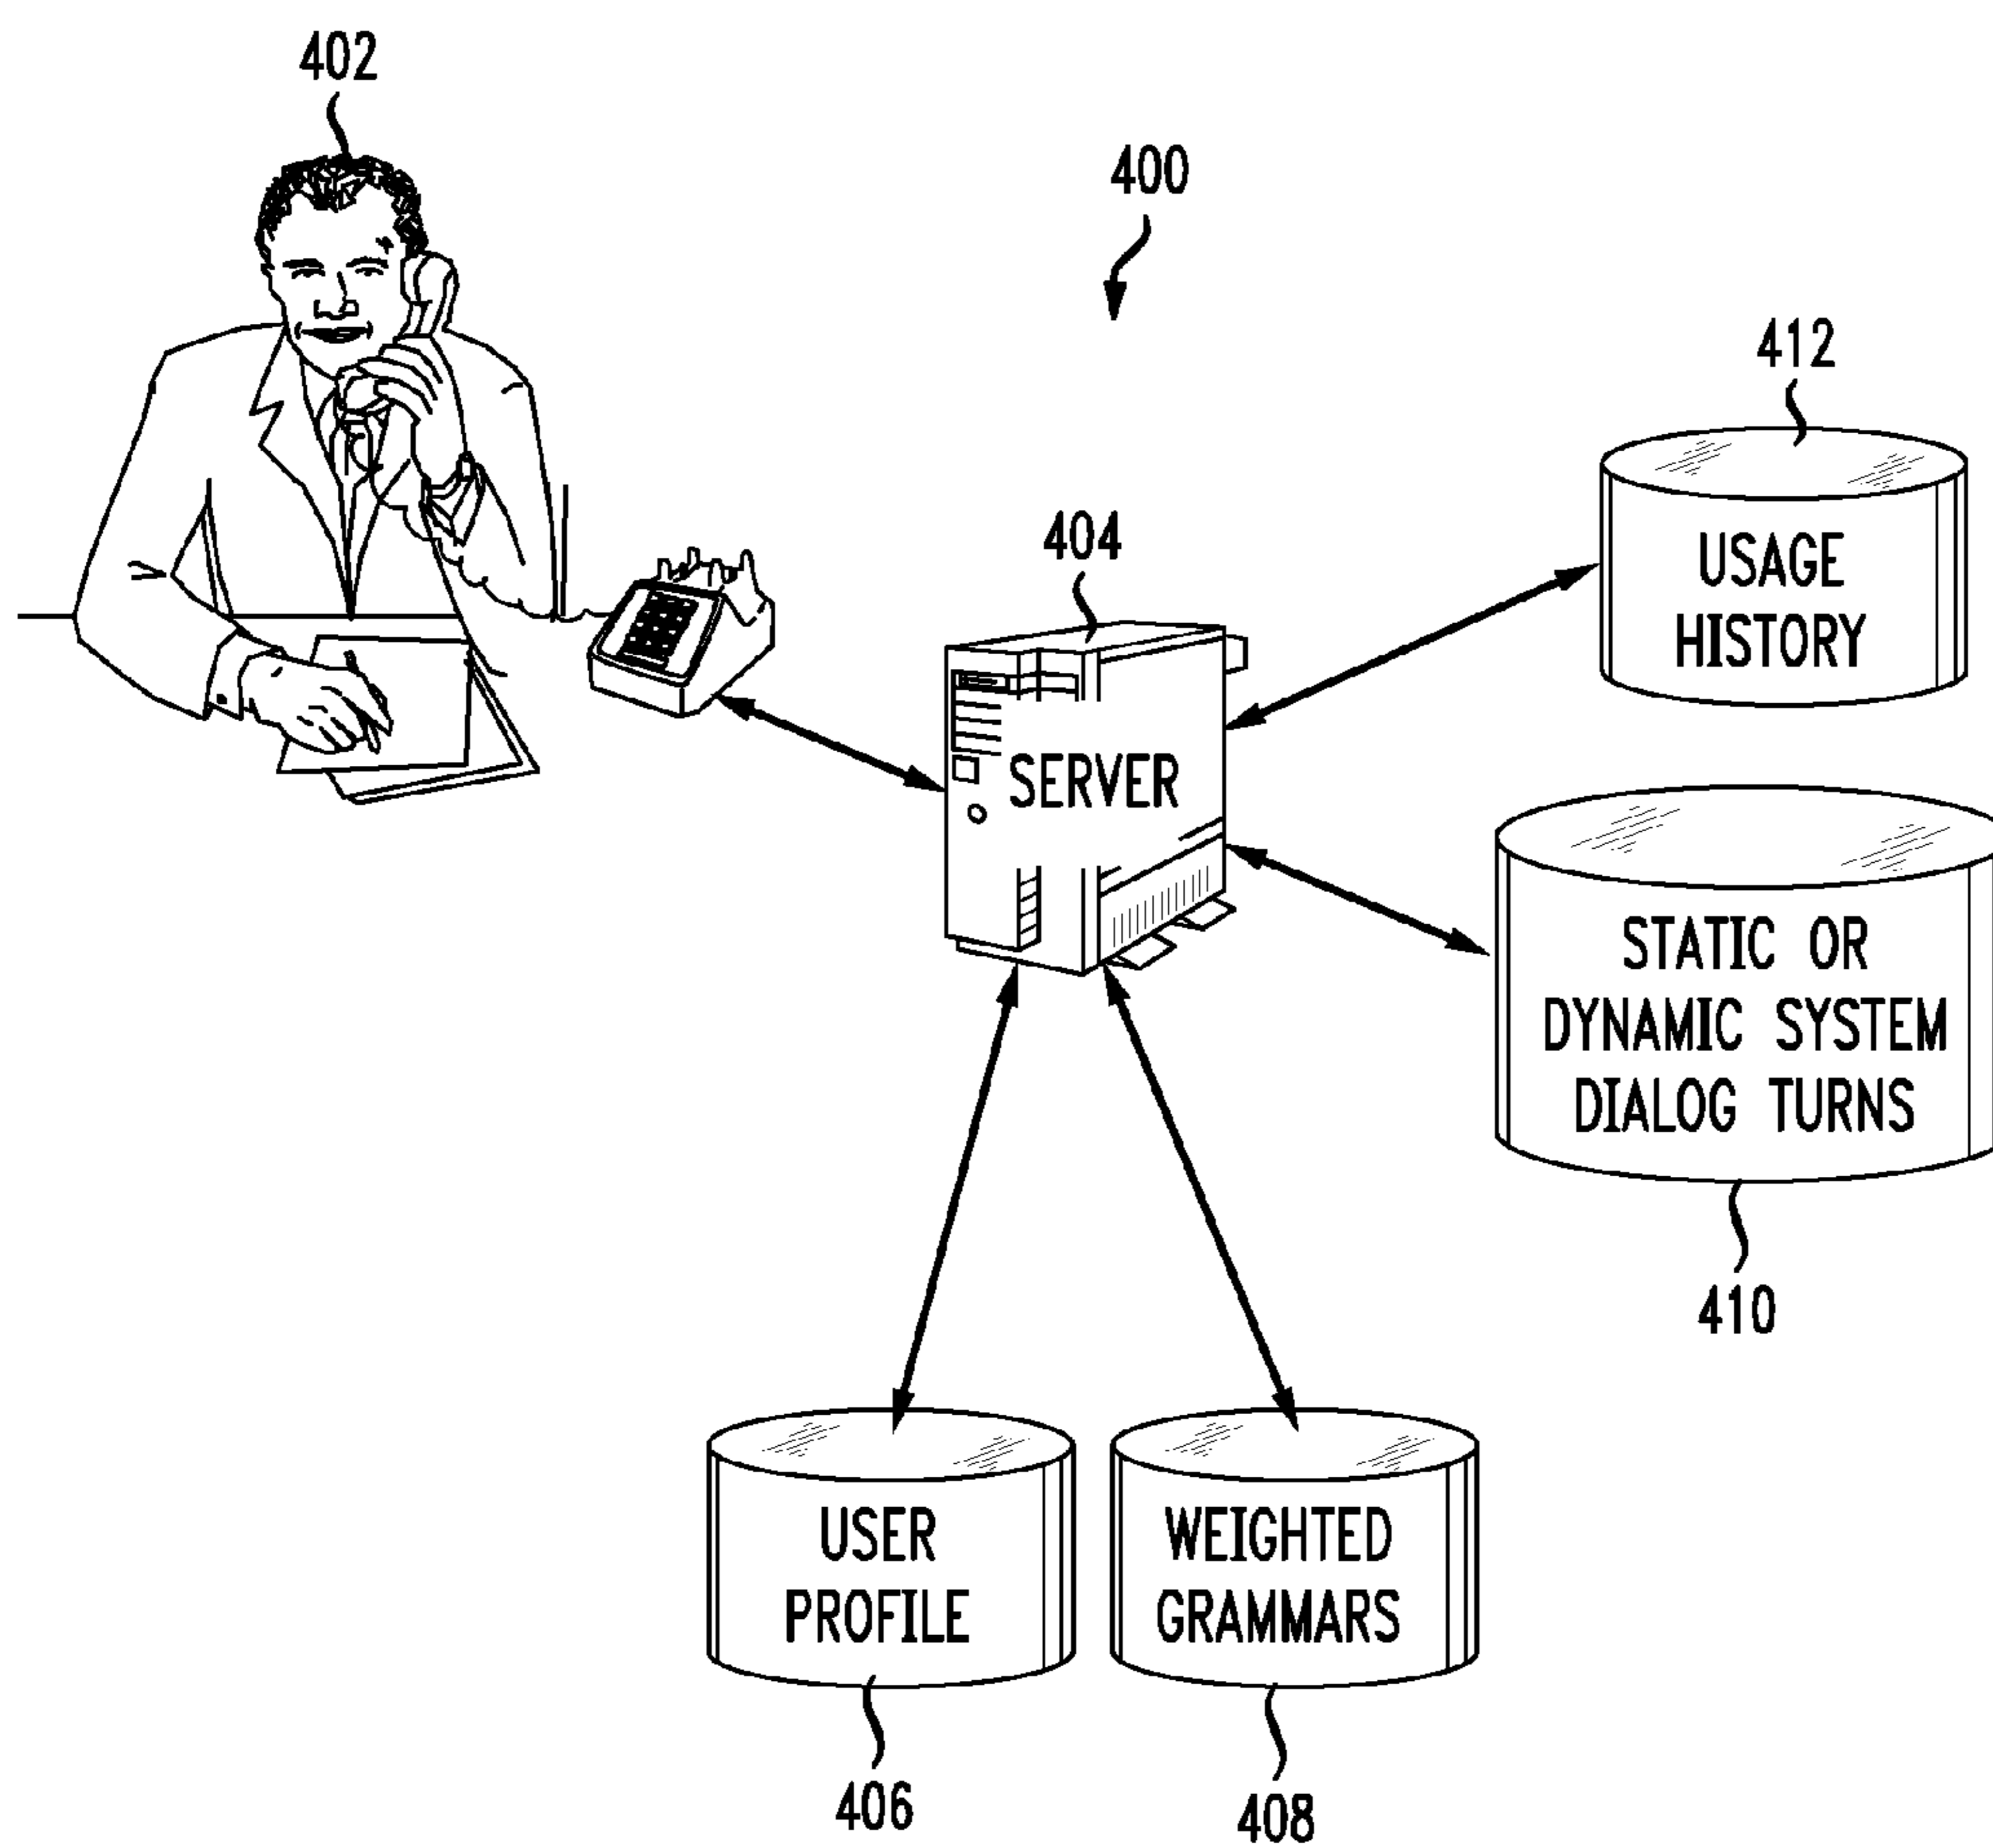 402
400
412
USAGE
HISTORY
404
SERVER
STATIC OR
DYNAMIC SYSTEM
DIALOG TURNS
410
USER
PROFILE
WEIGHTED
GRAMMARS
406
408